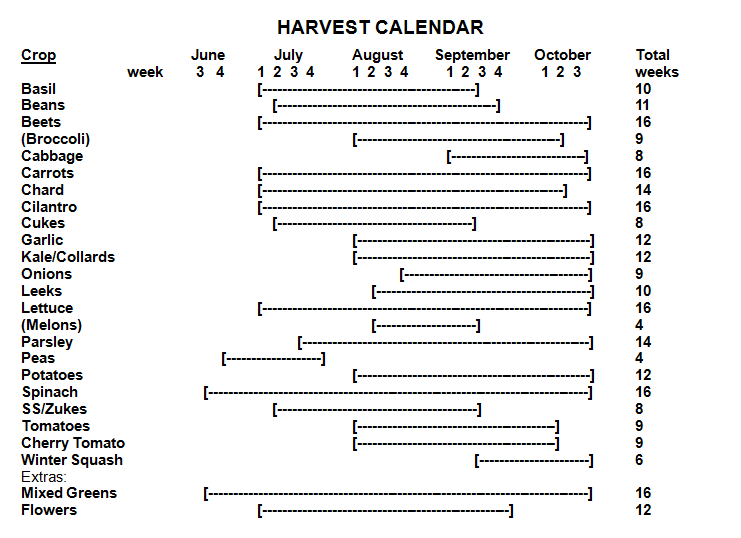 HARVEST CALENDAR
Crop June July August September October Total
week 3 4 1 2 3 4 1 2 3 4 1 2 3 4 1 2 3 weeks
Basil 10
Beans 11
Beets 16
(Broccoli) 9
Cabbage 8
Carrots 16
Chard 14
Cilantro 16
Cukes 8
Garlic 12
Kale/Collards 12
Onions 9
Leeks 10
Lettuce 16
(Melons) 4
Parsley 14
Peas 4
Potatoes 12
Spinach 16
SS/Zukes 8
Tomatoes 9
Cherry Tomato 9
Winter Squash 6
Extras:
Mixed Greens 16
Flowers 12